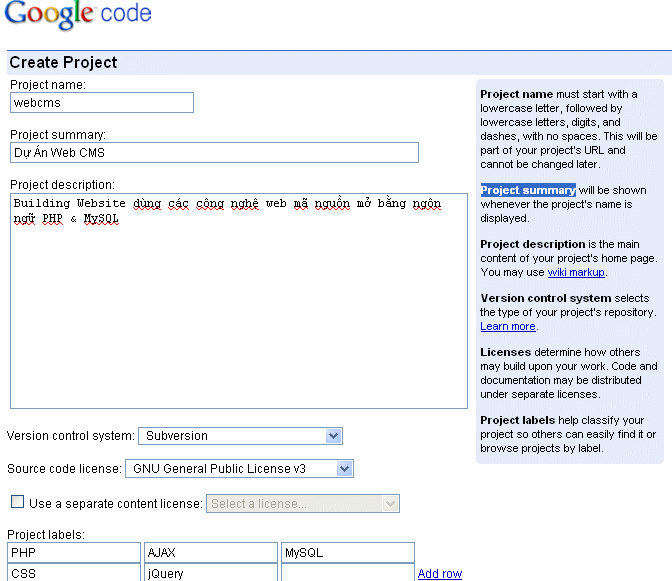 Google code
Create Project
Project name:
webcms
Project summary:
Dự Án Web CMS
Project description:
Building Website dùng các công nghệ web mã nguồn mở bằng ngôn
ngữ PHP & MySQL
Version control system: Subversion
Source code license: GNU General Public License v3
Use a separate content license: Select a license...
Project labels:
PHP AJAX MySQL
CSS jQuery Add row
Project name must start with a
lowercase letter, followed by
lowercase letters, digits, and
dashes, with no spaces. This will be
part of your project's URL and
cannot be changed later.
Project summary will be shown
whenever the project's name is
displayed.
Project description is the main
content of your project's home page.
You may use wiki markup.
Version control system selects
the type of your project's repository.
Learn more.
Licenses determine how others
may build upon your work. Code and
documentation may be distributed
under separate licenses.
Project labels help classify your
project so others can easily find it or
browse projects by label.